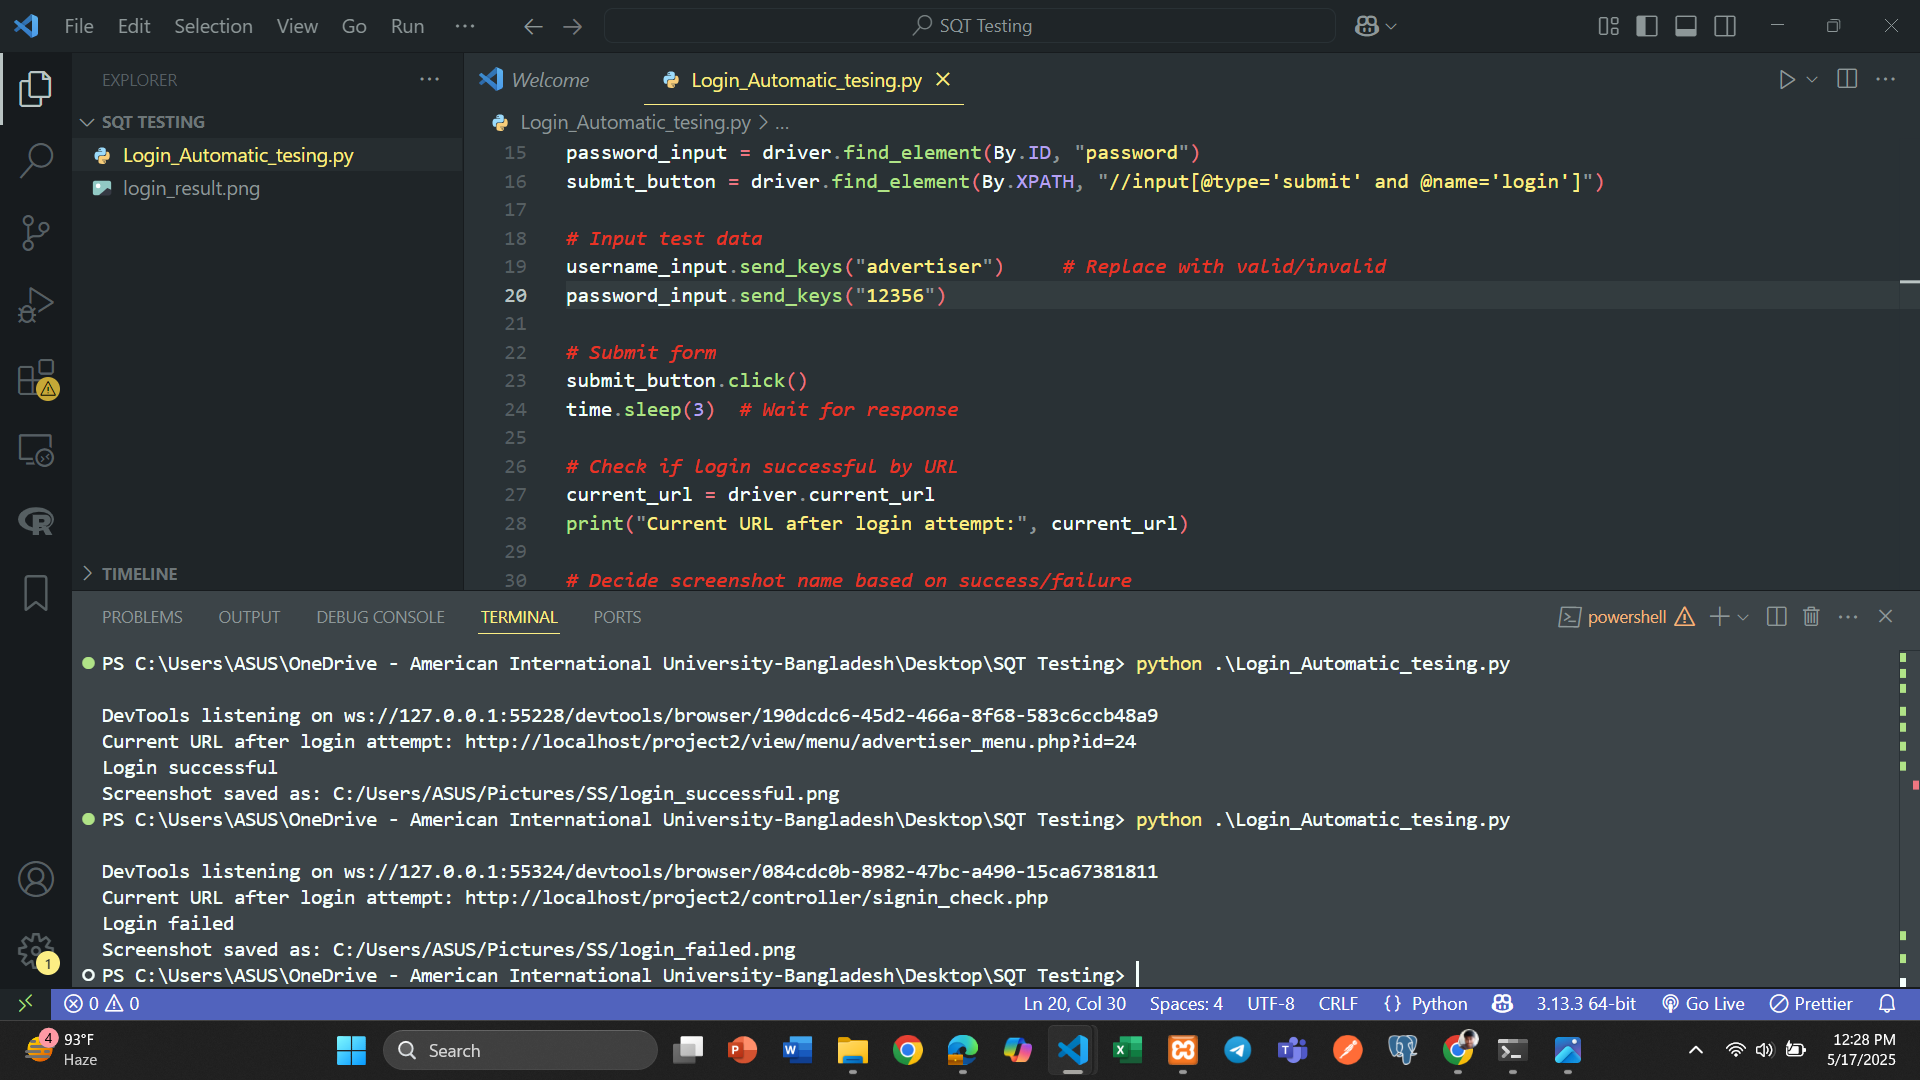 File Edit Selection View Go Run ···
SQT Testing
EXPLORER
SQT TESTING
Login_Automatic_tesing.py
login_result.png
TIMELINE
Welcome
Login_Automatic_tesing.py
Login_Automatic_tesing.py > ...
15 password_input = driver.find_element(By.ID, "password")
16 submit_button = driver.find_element(By.XPATH, "//input[@type='submit' and @name='login']")
17
18 # Input test data
19 username_input.send_keys("advertiser")     # Replace with valid/invalid
20 password_input.send_keys("12356")
21
22 # Submit form
23 submit_button.click()
24 time.sleep(3)  # Wait for response
25
26 # Check if login successful by URL
27 current_url = driver.current_url
28 print("Current URL after login attempt:", current_url)
29
30 # Decide screenshot name based on success/failure
PROBLEMS OUTPUT DEBUG CONSOLE TERMINAL PORTS
powershell
PS C:\Users\ASUS\OneDrive - American International University-Bangladesh\Desktop\SQT Testing> python .\Login_Automatic_tesing.py
DevTools listening on ws://127.0.0.1:55228/devtools/browser/190dcdc6-45d2-466a-8f68-583c6ccb48a9
Current URL after login attempt: http://localhost/project2/view/menu/advertiser_menu.php?id=24
Login successful
Screenshot saved as: C:/Users/ASUS/Pictures/SS/login_successful.png
PS C:\Users\ASUS\OneDrive - American International University-Bangladesh\Desktop\SQT Testing> python .\Login_Automatic_tesing.py
DevTools listening on ws://127.0.0.1:55324/devtools/browser/084cdc0b-8982-47bc-a490-15ca67381811
Current URL after login attempt: http://localhost/project2/controller/signin_check.php
Login failed
Screenshot saved as: C:/Users/ASUS/Pictures/SS/login_failed.png
PS C:\Users\ASUS\OneDrive - American International University-Bangladesh\Desktop\SQT Testing>
1
0 0 Ln 20, Col 30 Spaces: 4 UTF-8 CRLF {} Python 3.13.3 64-bit Go Live Prettier
4
93°F
Haze
Search
12:28 PM
5/17/2025